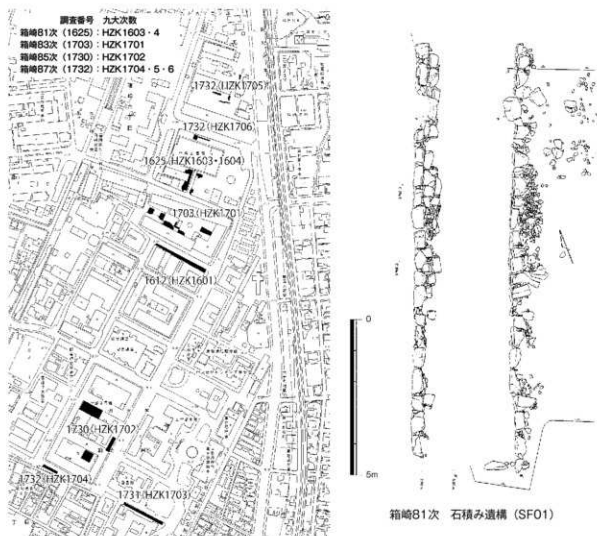 調査番号　九大次数
箱崎81次（1625）：HZK1603・4
箱崎83次（1703）：HZK1701
箱崎85次（1730）：HZK1702
箱崎87次（1732）：HZK1704・5・6
1732（HZK1705）
1732（HZK1706
1625（HZK1603・1604）
1703（HZK1701
1612（HZK1601）
1730（HZK1702）
1732（HZK1704）
1731（HZK1703）
0
5m
箱崎81次　石積み遺構（SF01）